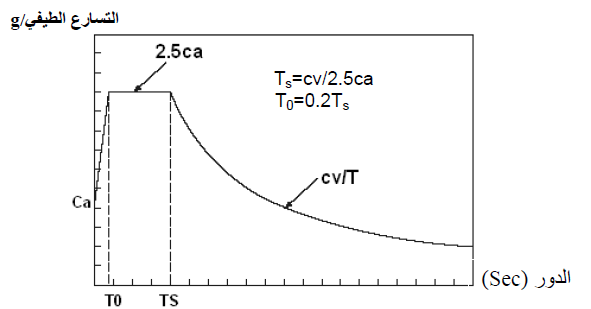 التسارع الطيفي/g
2.5ca
Ts=cv/2.5ca
T0=0.2Ts
cv/T
Ca
الدور (Sec)
T0 TS